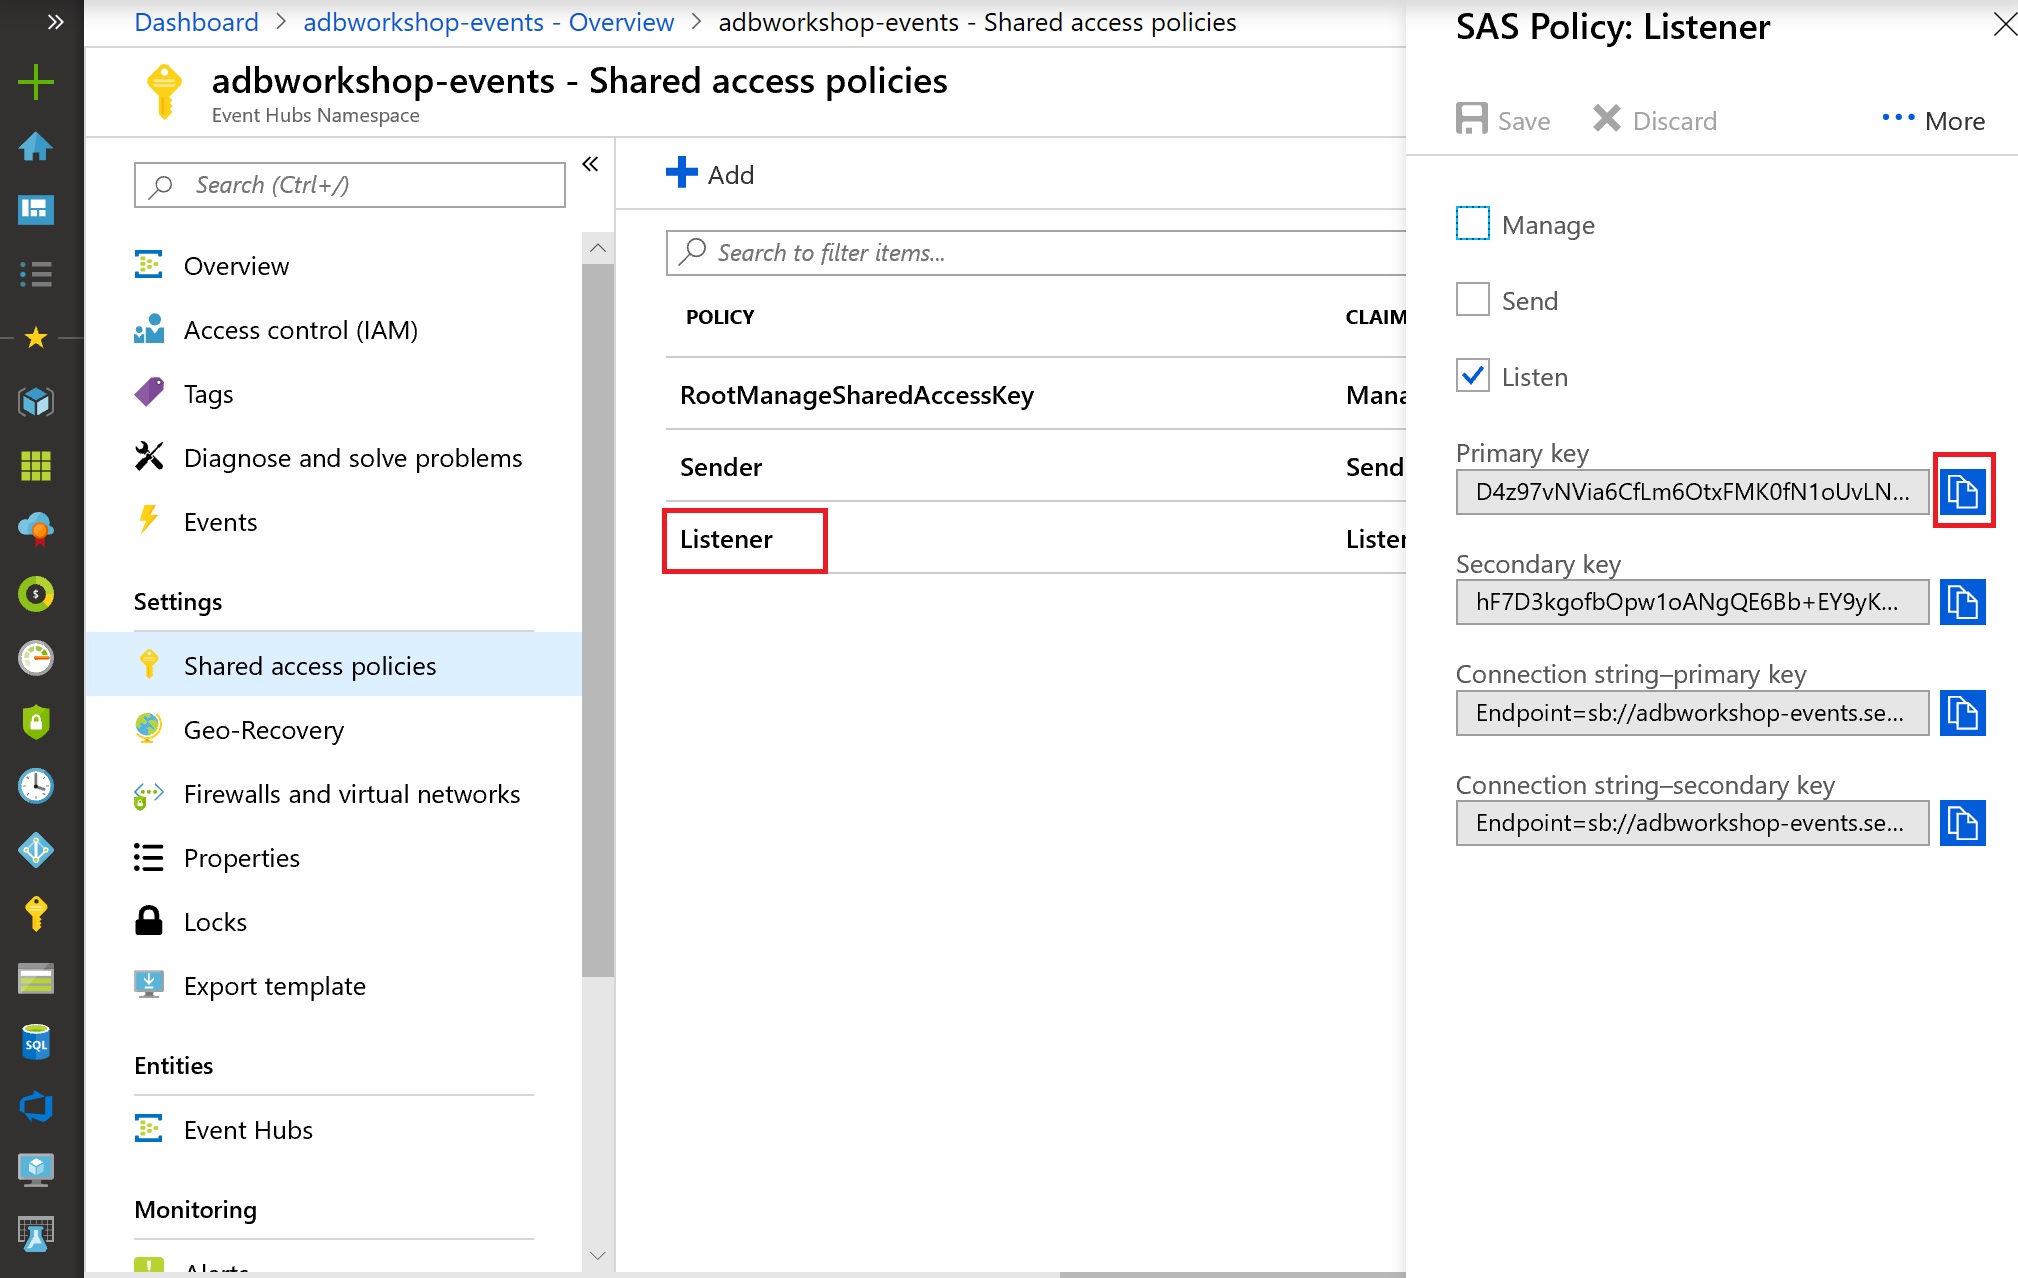 Dashboard > adbworkshop-events - Overview > adbworkshop-events - Shared access policies
adbworkshop-events - Shared access policies
Event Hubs Namespace
Search (Ctrl+/)
Overview
Access control (IAM)
Tags
Diagnose and solve problems
Events
Settings
Shared access policies
Geo-Recovery
Firewalls and virtual networks
Properties
Locks
Export template
Entities
Event Hubs
Monitoring
Alerts
Add
Search to filter items...
POLICY CLAIM
RootManageSharedAccessKey Mana
Sender Send
Listener Lister
SAS Policy: Listener
Save Discard ... More
Manage
Send
Listen
Primary key
D4z97vNVia6CfLm6OtxFMK0fN1oUvLN...
Secondary key
hF7D3kgofbOpw1oANgQE6Bb+EY9yK...
Connection string–primary key
Endpoint=sb://adbworkshop-events.se...
Connection string–secondary key
Endpoint=sb://adbworkshop-events.se...
SQL